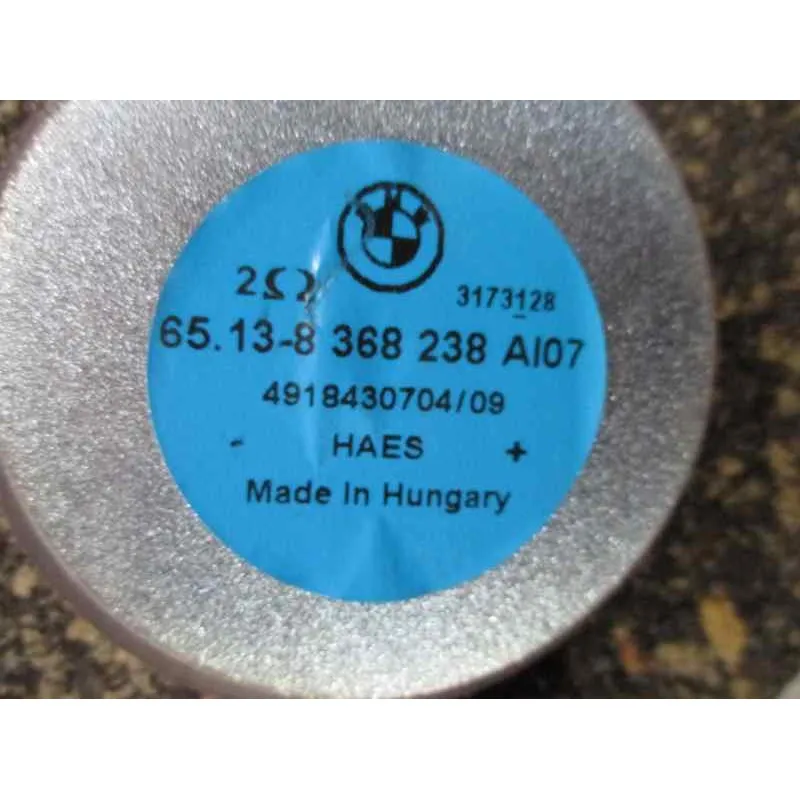 2Ω 3173128
65.13-8 368 238 AI07
4918430704/09
- HAES +
Made In Hungary